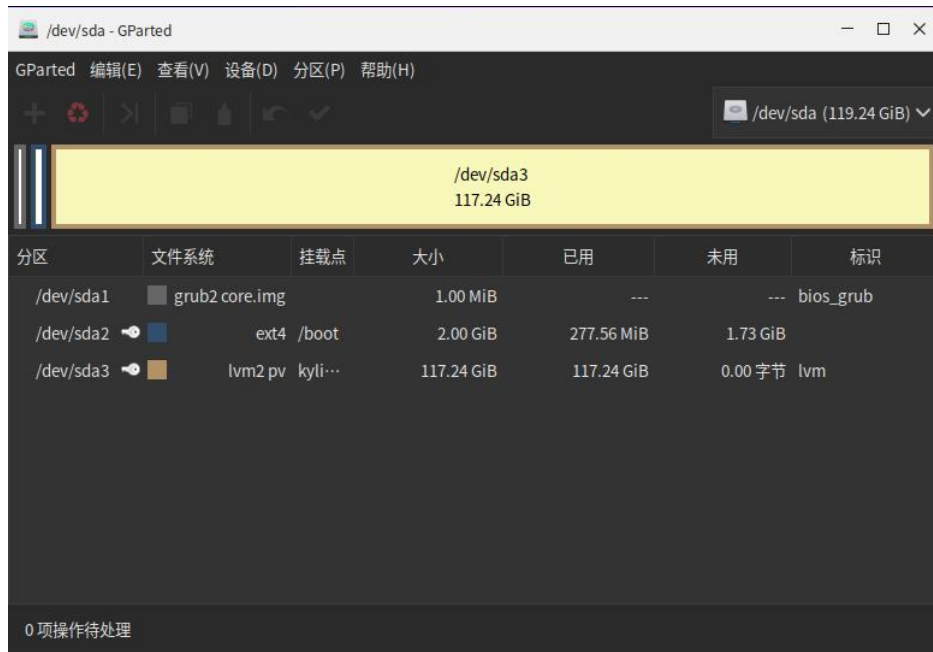 /dev/sda - GParted
GParted 编辑(E) 查看(V) 设备(D) 分区(P) 帮助(H)
/dev/sda (119.24 GiB)
/dev/sda3
117.24 GiB
分区 文件系统 挂载点 大小 已用 未用 标识
/dev/sda1 grub2 core.img 1.00 MiB --- --- bios_grub
/dev/sda2 ext4 /boot 2.00 GiB 277.56 MiB 1.73 GiB
/dev/sda3 lvm2 pv kyli… 117.24 GiB 117.24 GiB 0.00 字节 lvm
0 项操作待处理